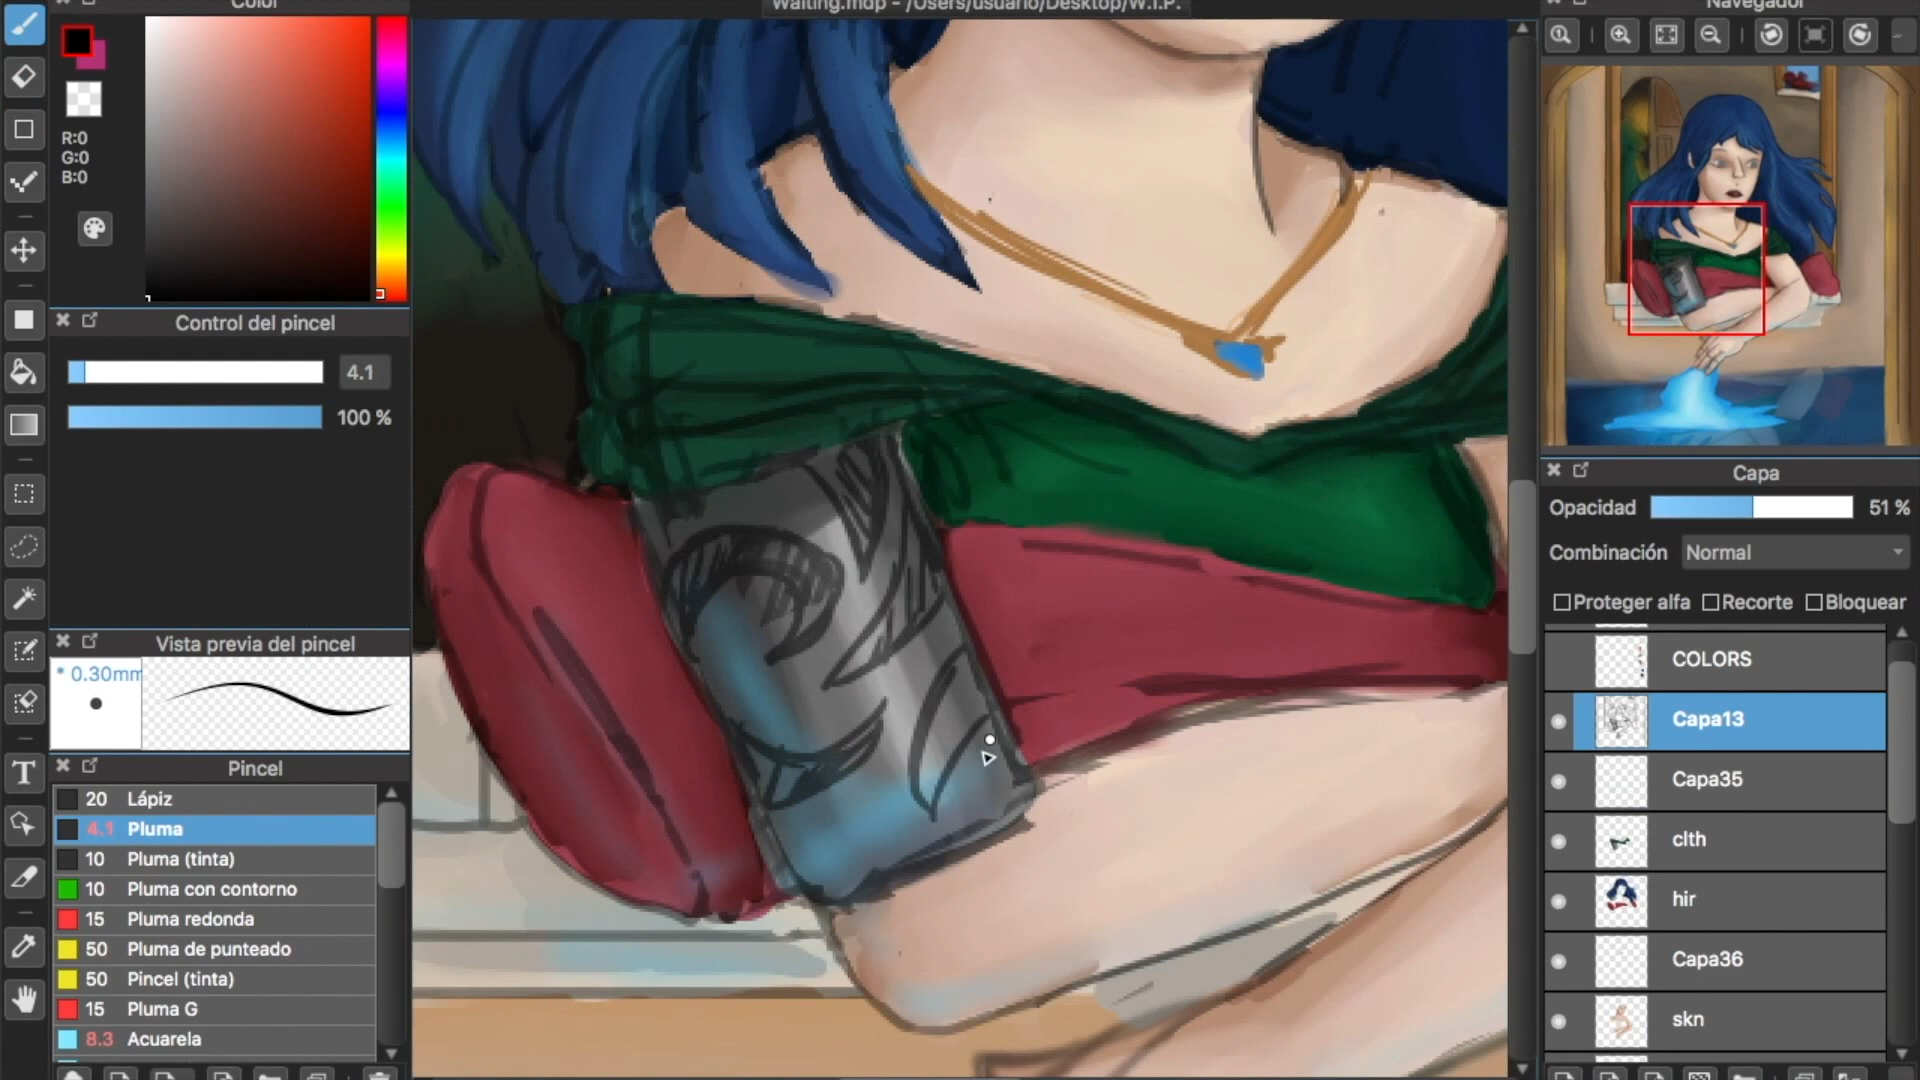 Color
Waiting.mdp - /Users/usuario/Desktop/W.I.P.
Navegador
R:0
G:0
B:0
Control del pincel
4.1
100 %
Vista previa del pincel
* 0.30mm
Pincel
20 Lápiz
4.1 Pluma
10 Pluma (tinta)
10 Pluma con contorno
15 Pluma redonda
50 Pluma de punteado
50 Pincel (tinta)
15 Pluma G
8.3 Acuarela
Capa
Opacidad 51 %
Combinación Normal
Proteger alfa Recorte Bloquear
COLORS
Capa13
Capa35
clth
hir
Capa36
skn